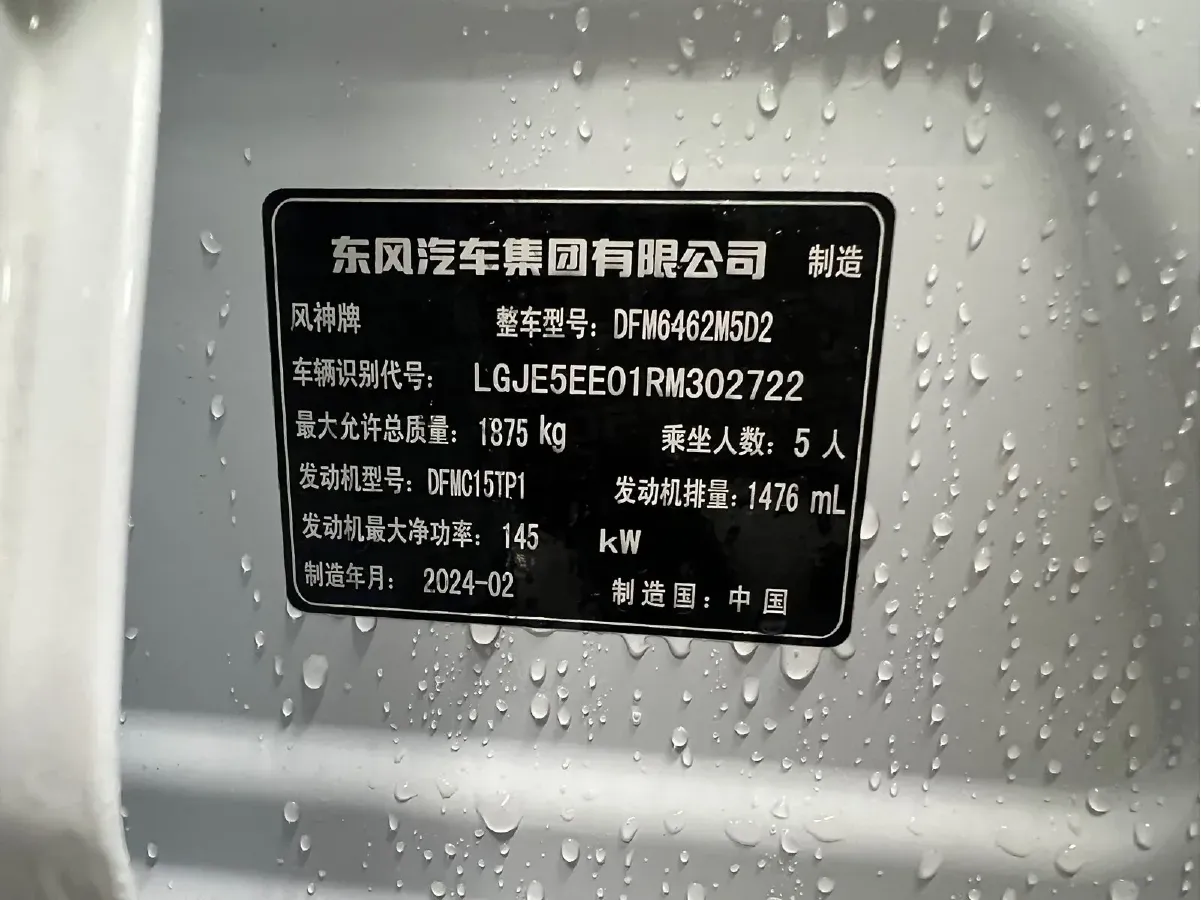 东风汽车集团有限公司 制造
风神牌 整车型号：DFM6462M5D2
车辆识别代号： LGJE5EE01RM302722
最大允许总质量：1875 kg 乘坐人数：5 人
发动机型号：DFMC15TP1 发动机排量：1476 mL
发动机最大净功率：145 kW
制造年月： 2024-02 制造国：中国